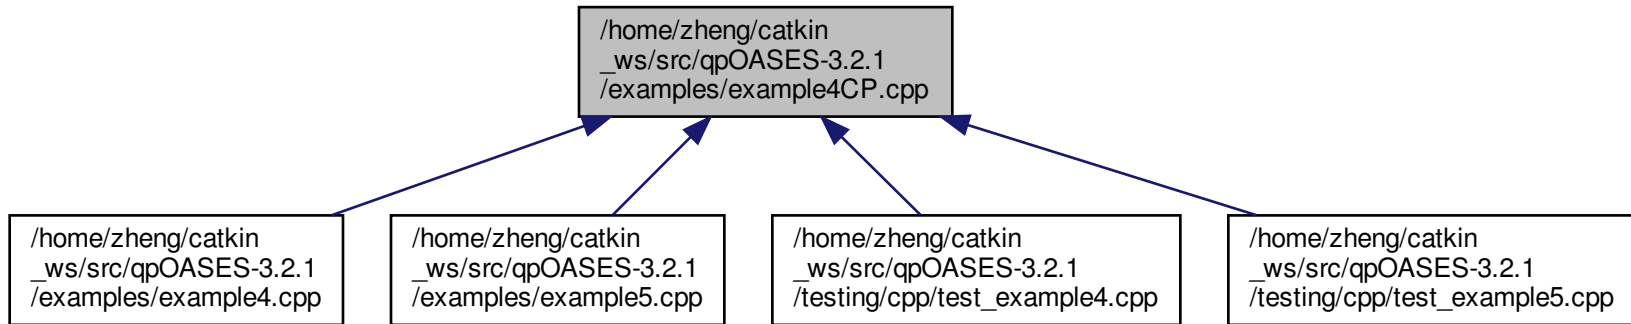 /home/zheng/catkin
_ws/src/qpOASES-3.2.1
/examples/example4CP.cpp
/home/zheng/catkin
_ws/src/qpOASES-3.2.1
/examples/example4.cpp
/home/zheng/catkin
_ws/src/qpOASES-3.2.1
/examples/example5.cpp
/home/zheng/catkin
_ws/src/qpOASES-3.2.1
/testing/cpp/test_example4.cpp
/home/zheng/catkin
_ws/src/qpOASES-3.2.1
/testing/cpp/test_example5.cpp